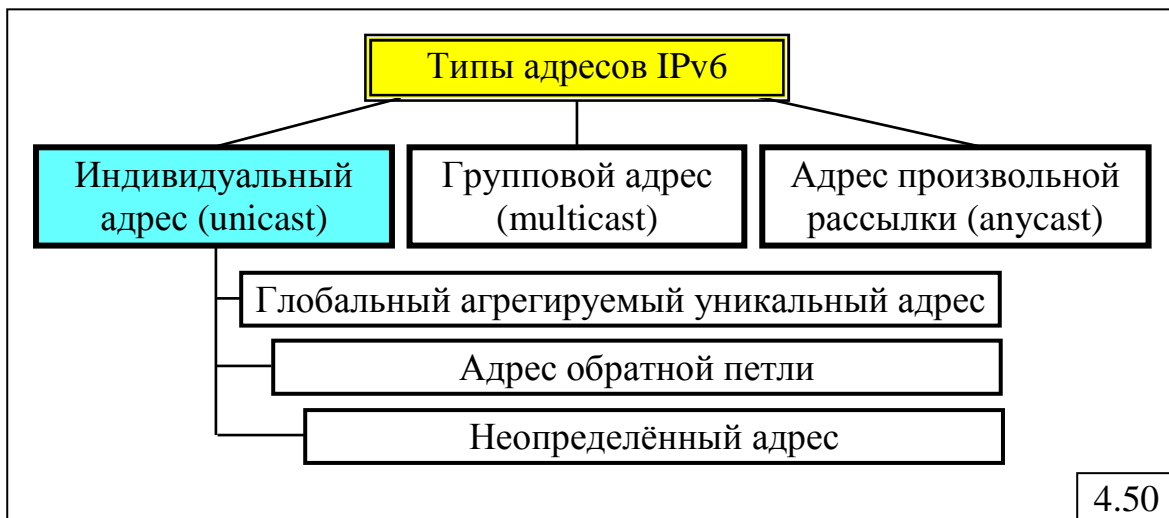 Типы адресов IPv6
Индивидуальный
адрес (unicast)
Групповой адрес
(multicast)
Адрес произвольной
рассылки (anycast)
Глобальный агрегируемый уникальный адрес
Адрес обратной петли
Неопределённый адрес
4.50